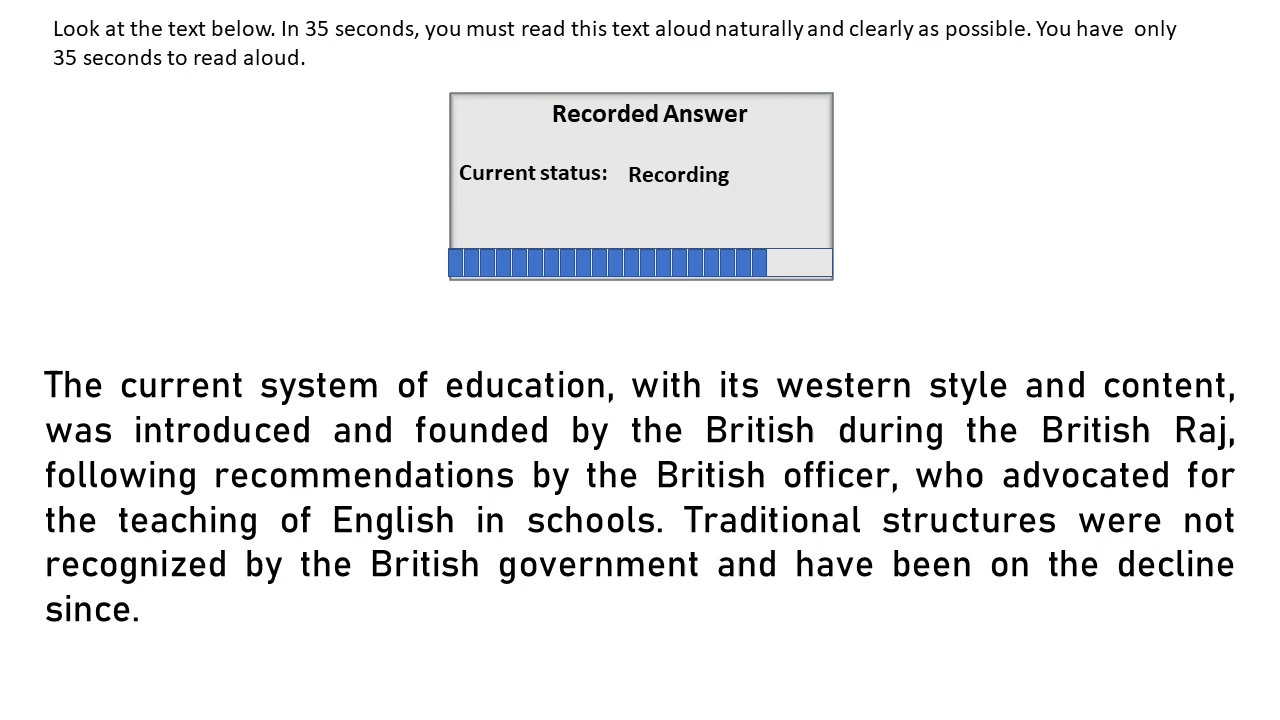 Look at the text below. In 35 seconds, you must read this text aloud naturally and clearly as possible. You have only
35 seconds to read aloud.
Recorded Answer
Current status: Recording
The current system of education, with its western style and content,
was introduced and founded by the British during the British Raj,
following recommendations by the British officer, who advocated for
the teaching of English in schools. Traditional structures were not
recognized by the British government and have been on the decline
since.